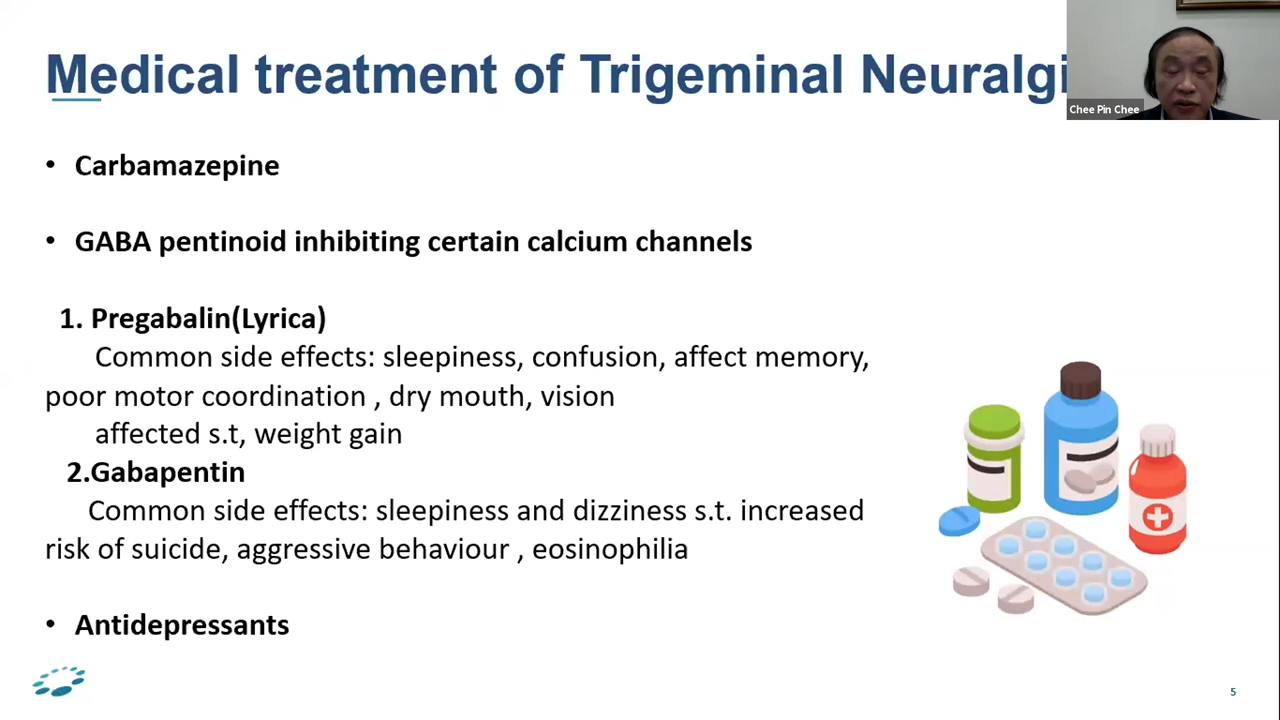 Medical treatment of Trigeminal Neuralgi
Chee Pin Chee
• Carbamazepine
• GABA pentinoid inhibiting certain calcium channels
1. Pregabalin(Lyrica)
Common side effects: sleepiness, confusion, affect memory,
poor motor coordination , dry mouth, vision
affected s.t, weight gain
2.Gabapentin
Common side effects: sleepiness and dizziness s.t. increased
risk of suicide, aggressive behaviour , eosinophilia
• Antidepressants
5